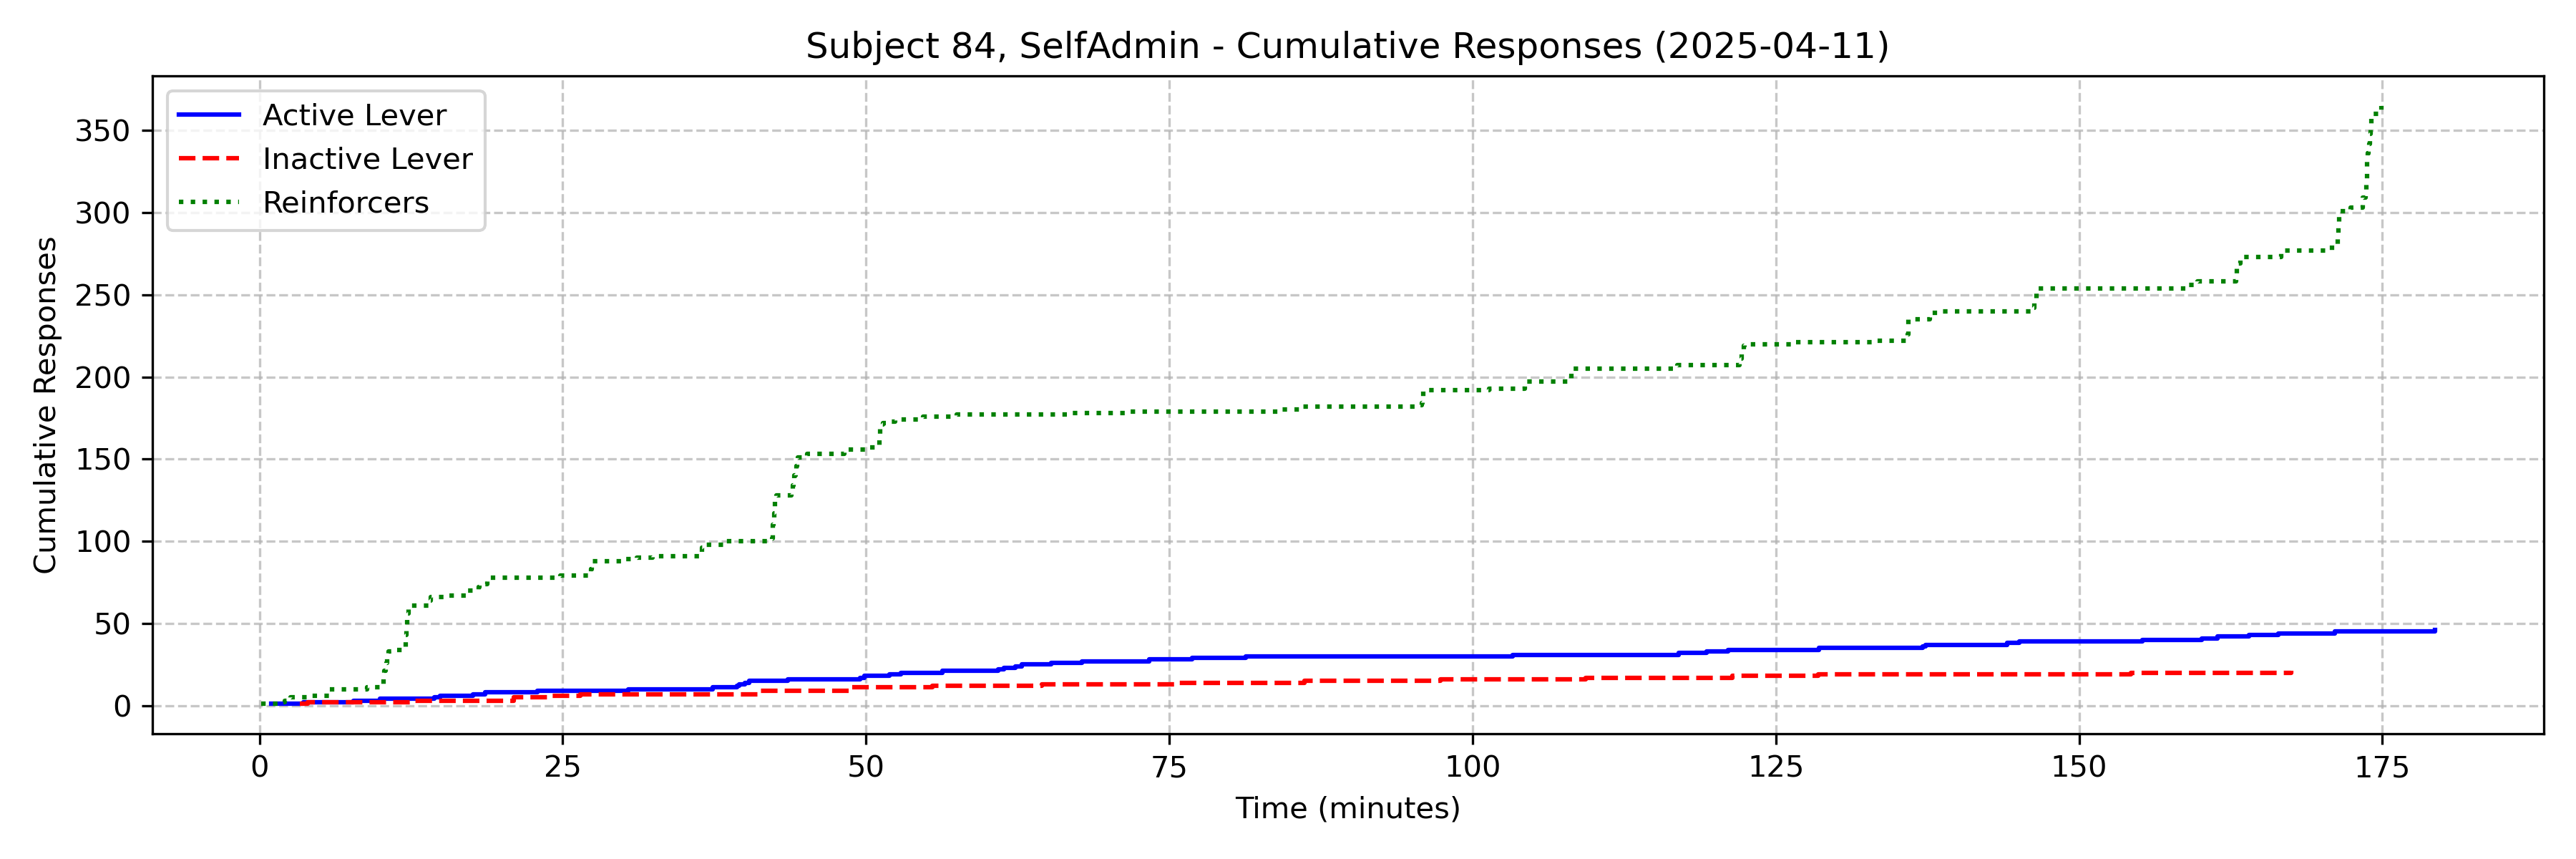 Subject 84, SelfAdmin - Cumulative Responses (2025-04-11)
Active Lever
Inactive Lever
Reinforcers
350
300
250
200
150
100
50
0
Cumulative Responses
0 25 50 75 100 125 150 175
Time (minutes)